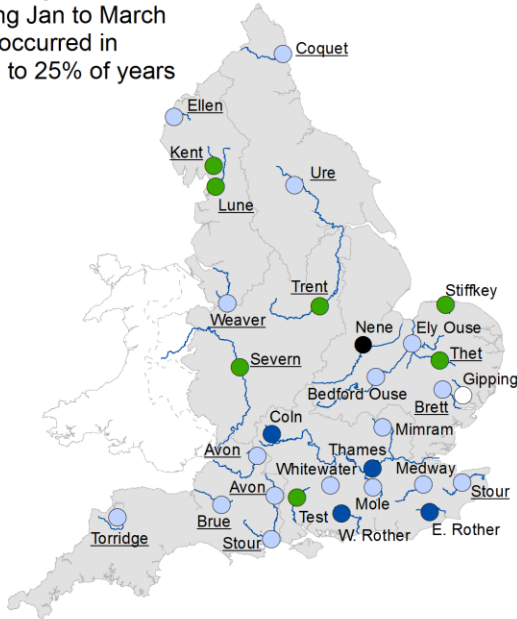 ng Jan to March
occurred in
to 25% of years
Coquet
Ellen
Kent
Ure
Lune
Trent
Stiffkey
Weaver
Nene
Ely Ouse
Severn
Thet
Gipping
Bedford Ouse
Brett
Coln
Mimram
Avon
Thames
Whitewater
Medway
Avon
Stour
Mole
Brue
Test
W. Rother
E. Rother
Torridge
Stour